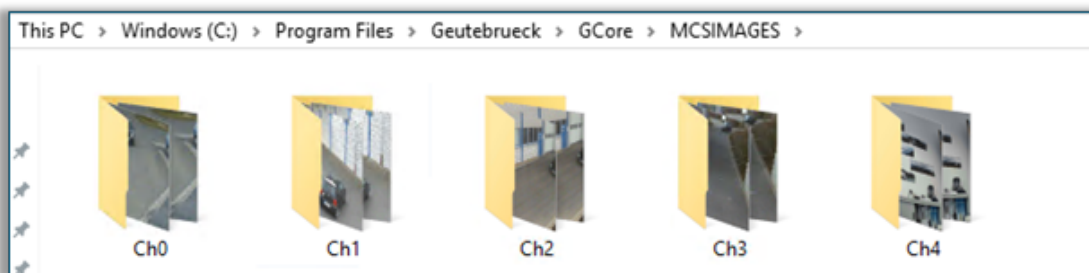 This PC > Windows (C:) > Program Files > Geutebrueck > GCore > MCSIMAGES >
Ch0 Ch1 Ch2 Ch3 Ch4